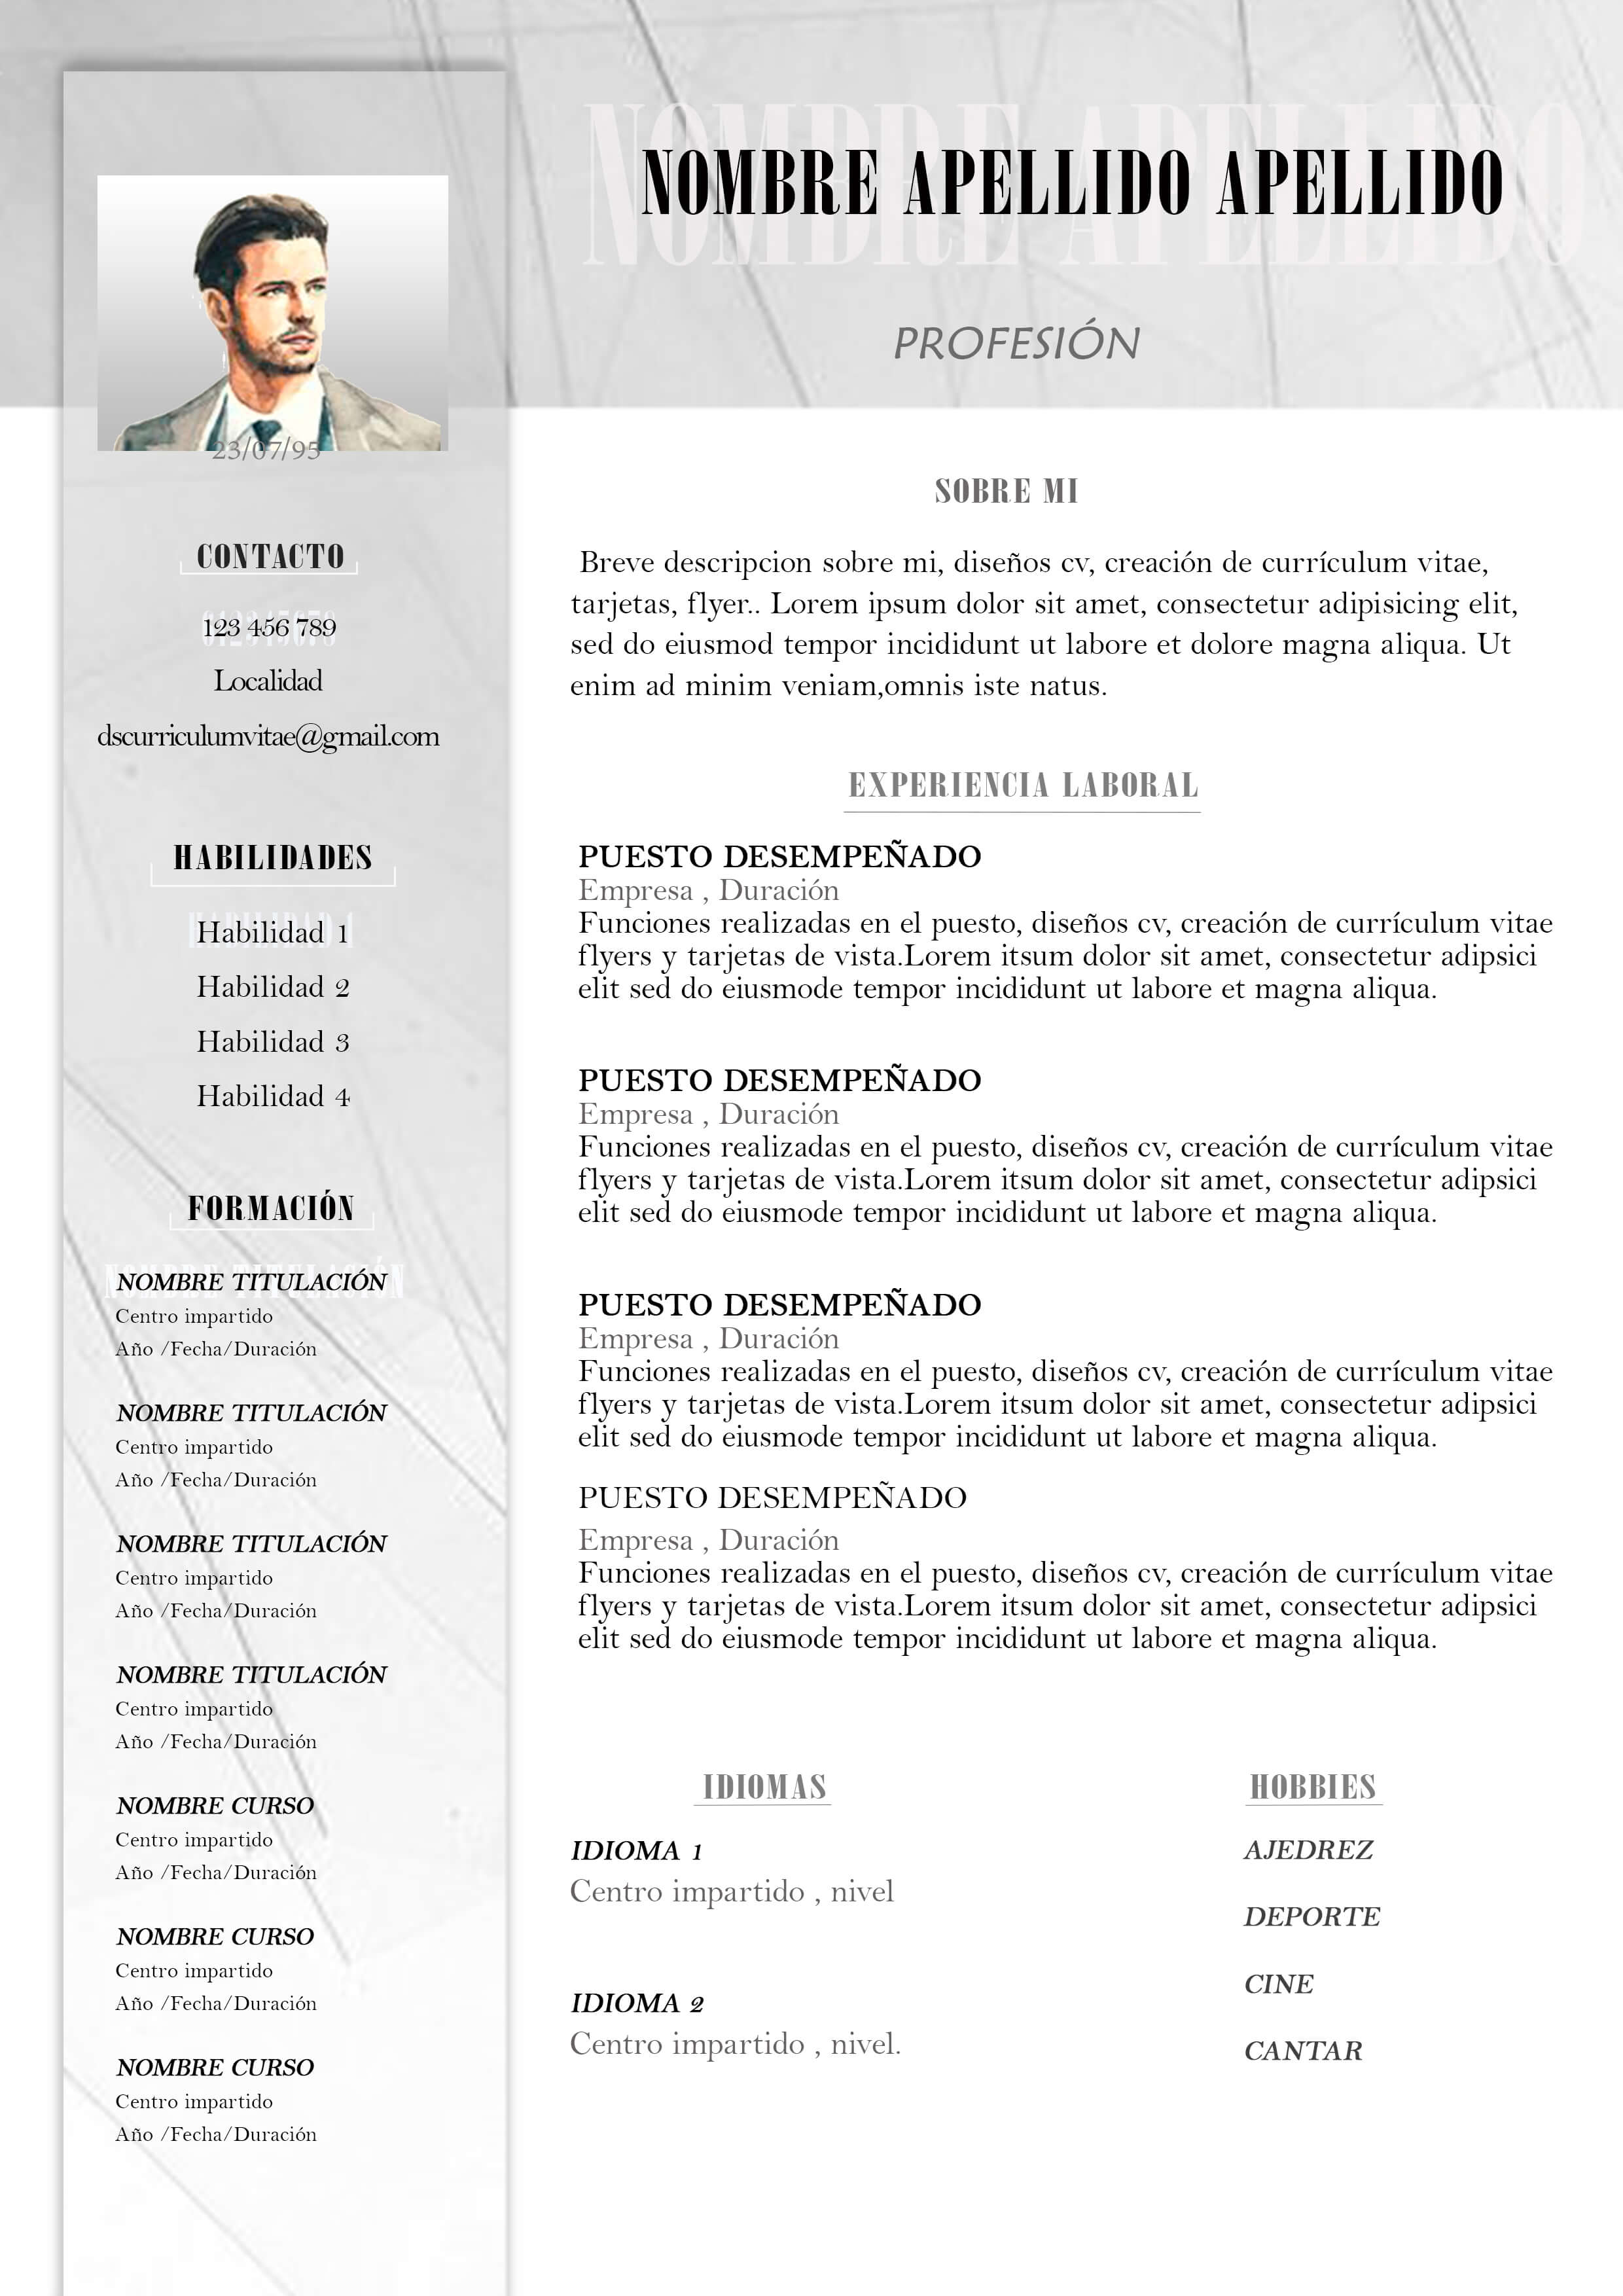 NOMBRE APELLIDO
NOMBRE APELLIDO APELLIDO
PROFESIÓN
23/07/95
CONTACTO
012345678
123 456 789
Localidad
dscurriculumvitae@gmail.com
HABILIDADES
HABILIDAD 1
Habilidad 1
Habilidad 2
Habilidad 3
Habilidad 4
FORMACIÓN
NOMBRE TITULACIÓN
NOMBRE TITULACIÓN
Centro impartido
Año /Fecha/Duración
NOMBRE TITULACIÓN
Centro impartido
Año /Fecha/Duración
NOMBRE TITULACIÓN
Centro impartido
Año /Fecha/Duración
NOMBRE TITULACIÓN
Centro impartido
Año /Fecha/Duración
NOMBRE CURSO
Centro impartido
Año /Fecha/Duración
NOMBRE CURSO
Centro impartido
Año /Fecha/Duración
NOMBRE CURSO
Centro impartido
Año /Fecha/Duración
SOBRE MI
Breve descripcion sobre mi, diseños cv, creación de currículum vitae,
tarjetas, flyer.. Lorem ipsum dolor sit amet, consectetur adipisicing elit,
sed do eiusmod tempor incididunt ut labore et dolore magna aliqua. Ut
enim ad minim veniam,omnis iste natus.
EXPERIENCIA LABORAL
PUESTO DESEMPEÑADO
Empresa , Duración
Funciones realizadas en el puesto, diseños cv, creación de currículum vitae
flyers y tarjetas de vista.Lorem itsum dolor sit amet, consectetur adipsici
elit sed do eiusmode tempor incididunt ut labore et magna aliqua.
PUESTO DESEMPEÑADO
Empresa , Duración
Funciones realizadas en el puesto, diseños cv, creación de currículum vitae
flyers y tarjetas de vista.Lorem itsum dolor sit amet, consectetur adipsici
elit sed do eiusmode tempor incididunt ut labore et magna aliqua.
PUESTO DESEMPEÑADO
Empresa , Duración
Funciones realizadas en el puesto, diseños cv, creación de currículum vitae
flyers y tarjetas de vista.Lorem itsum dolor sit amet, consectetur adipsici
elit sed do eiusmode tempor incididunt ut labore et magna aliqua.
PUESTO DESEMPEÑADO
Empresa , Duración
Funciones realizadas en el puesto, diseños cv, creación de currículum vitae
flyers y tarjetas de vista.Lorem itsum dolor sit amet, consectetur adipsici
elit sed do eiusmode tempor incididunt ut labore et magna aliqua.
IDIOMAS
IDIOMA 1
Centro impartido , nivel
IDIOMA 2
Centro impartido , nivel.
HOBBIES
AJEDREZ
DEPORTE
CINE
CANTAR